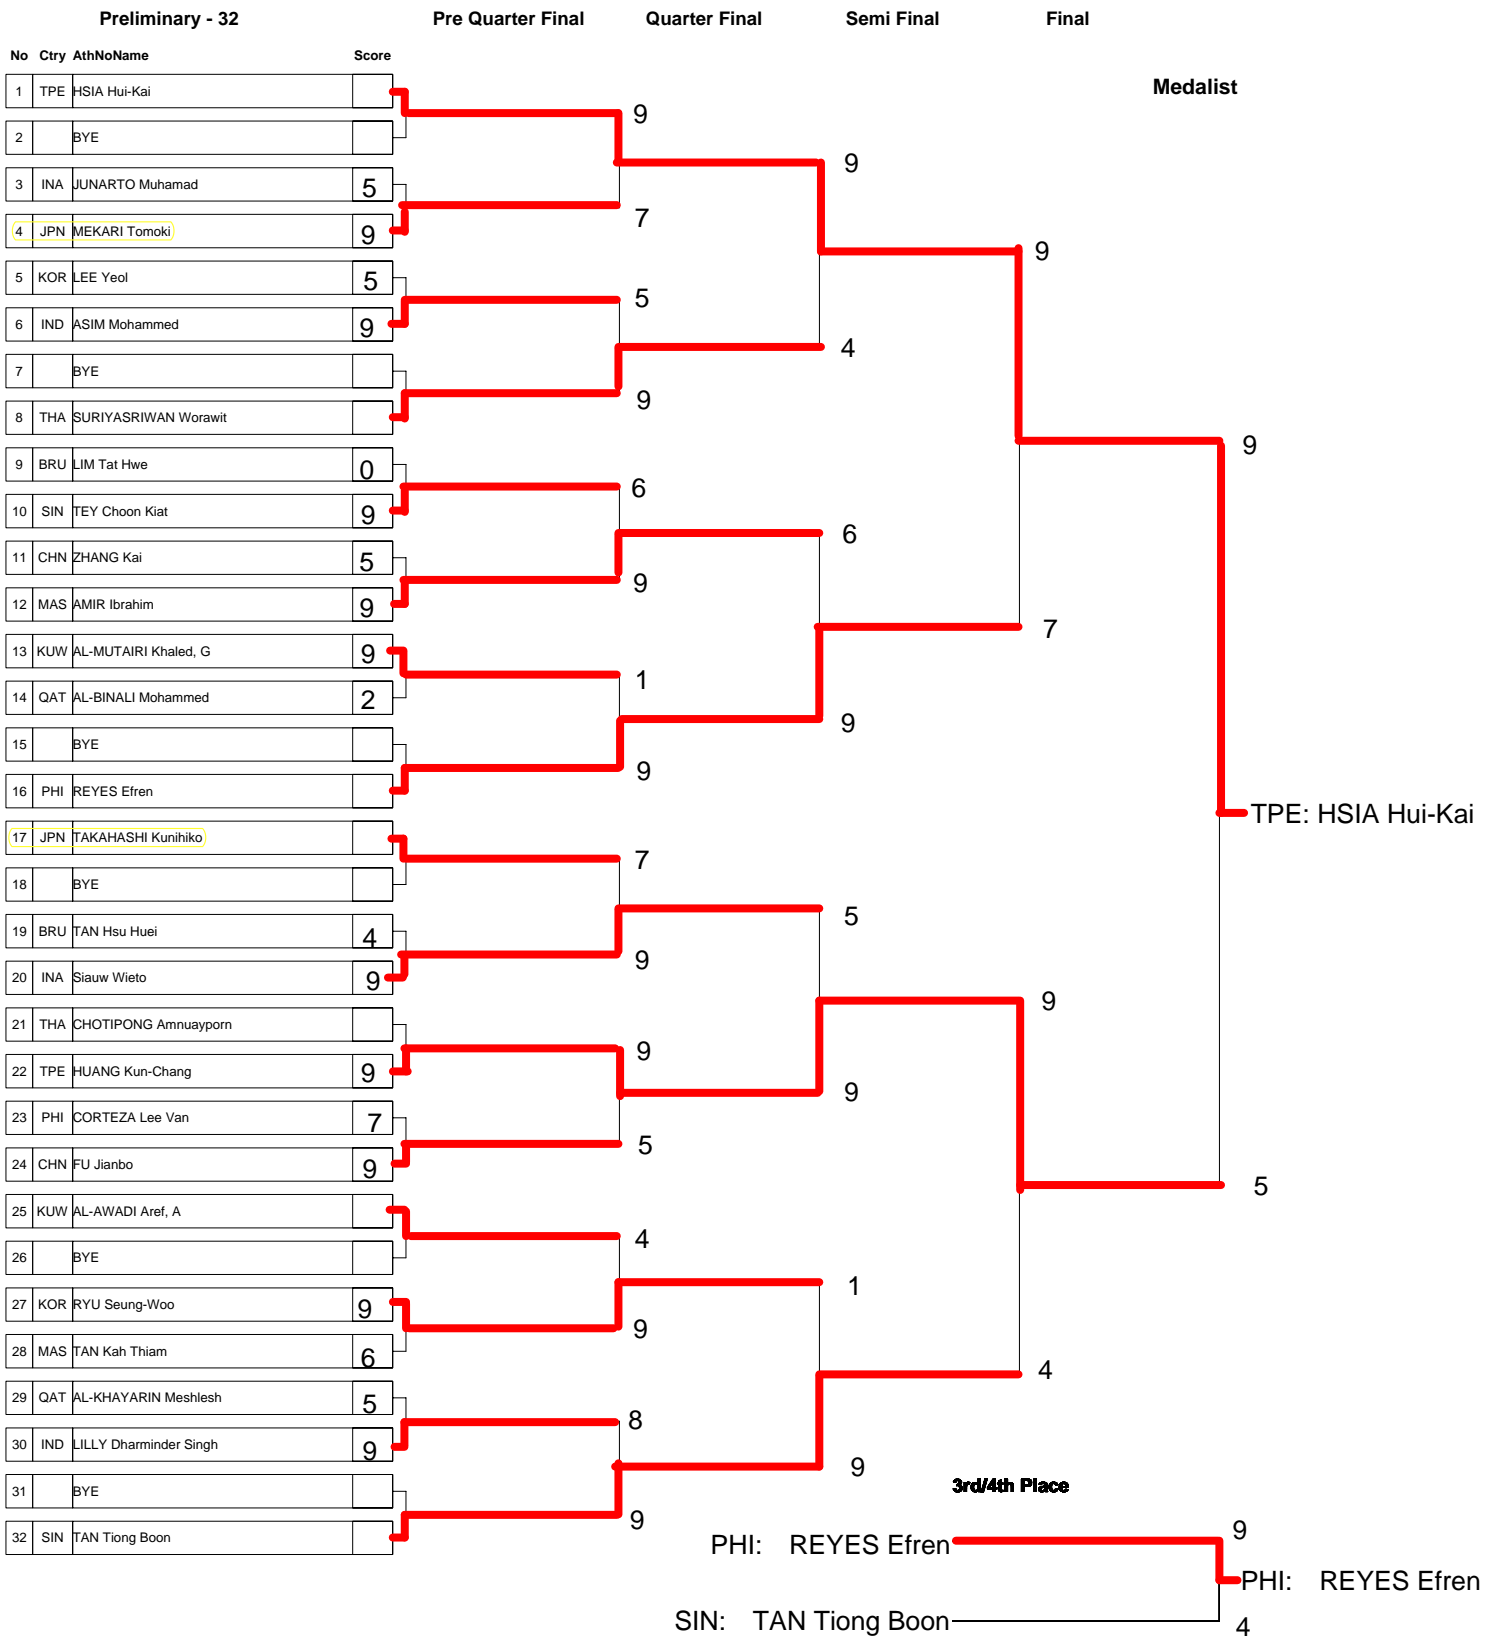 Preliminary - 32 Pre Quarter Final Quarter Final Semi Final Final
No Ctry AthNoName Score
Medalist
1 TPE HSIA Hui-Kai
9
2 BYE
9
3 INA JUNARTO Muhamad 5
7
4 JPN MEKARI Tomoki 9
9
5 KOR LEE Yeol 5
5
6 IND ASIM Mohammed 9
4
7 BYE
9
8 THA SURIYASRIWAN Worawit
9
9 BRU LIM Tat Hwe 0
6
10 SIN TEY Choon Kiat 9
6
11 CHN ZHANG Kai 5
9
12 MAS AMIR Ibrahim 9
7
13 KUW AL-MUTAIRI Khaled, G 9
1
14 QAT AL-BINALI Mohammed 2
9
15 BYE
9
16 PHI REYES Efren
TPE: HSIA Hui-Kai
17 JPN TAKAHASHI Kunihiko
7
18 BYE
5
19 BRU TAN Hsu Huei 4
9
20 INA Siauw Wieto 9
9
21 THA CHOTIPONG Amnuayporn
9
22 TPE HUANG Kun-Chang 9
9
23 PHI CORTEZA Lee Van 7
5
24 CHN FU Jianbo 9
5
25 KUW AL-AWADI Aref, A
4
26 BYE
1
27 KOR RYU Seung-Woo 9
9
28 MAS TAN Kah Thiam 6
4
29 QAT AL-KHAYARIN Meshlesh 5
8
30 IND LILLY Dharminder Singh 9
9
31 BYE
9
32 SIN TAN Tiong Boon
3rd/4th Place
PHI: REYES Efren 9
PHI: REYES Efren
SIN: TAN Tiong Boon 4